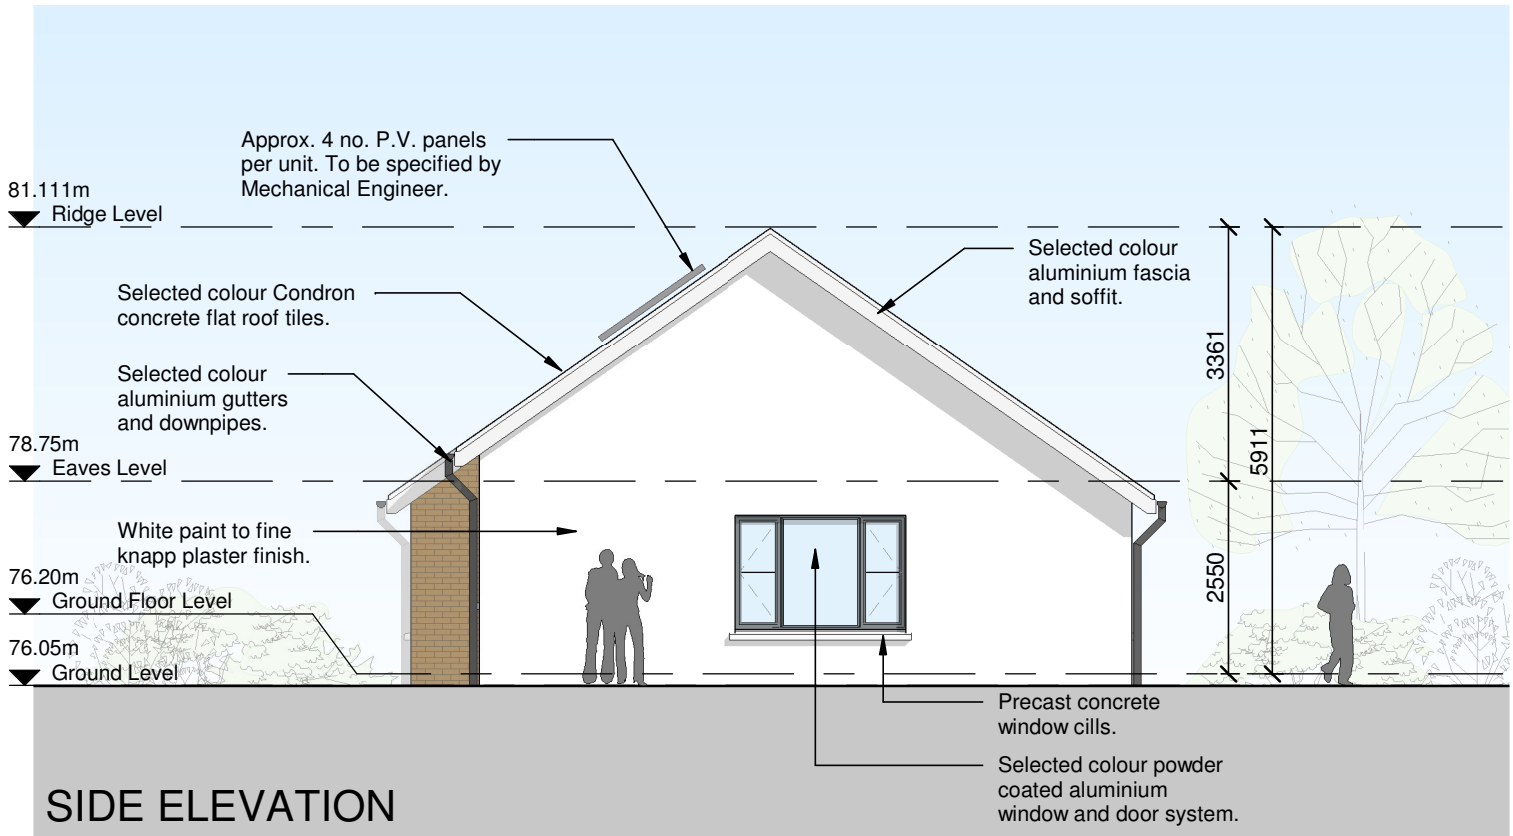 Approx. 4 no. P.V. panels
per unit. To be specified by
Mechanical Engineer.
81.111m
Ridge Level
Selected colour
aluminium fascia
and soffit.
Selected colour Condron
concrete flat roof tiles.
3361
Selected colour
aluminium gutters
and downpipes.
5911
78.75m
Eaves Level
White paint to fine
knapp plaster finish.
2550
76.20m
Ground Floor Level
76.05m
Ground Level
Precast concrete
window cills.
Selected colour powder
coated aluminium
window and door system.
SIDE ELEVATION